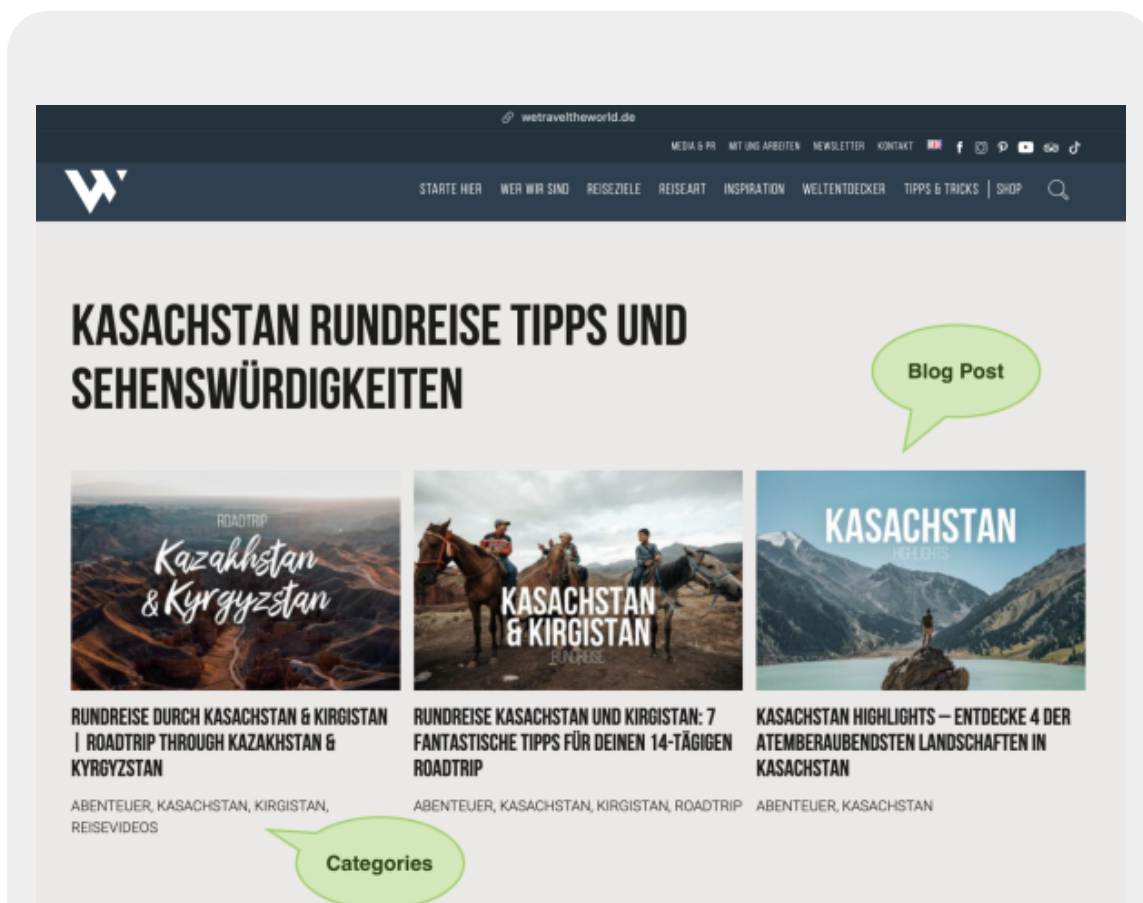 wetraveltheworld.de
MEDIA & PR MIT UNS ARBEITEN NEWSLETTER KONTAKT
STARTE HIER WER WIR SIND REISEZIELE REISEART INSPIRATION WELTENTDECKER TIPPS & TRICKS | SHOP
KASACHSTAN RUNDREISE TIPPS UND
SEHENSWÜRDIGKEITEN
Blog Post
ROADTRIP
Kazakhstan
& Kyrgyzstan
KASACHSTAN
& KIRGISTAN
RUNDREISE
KASACHSTAN
HIGHLIGHTS
RUNDREISE DURCH KASACHSTAN & KIRGISTAN
| ROADTRIP THROUGH KAZAKHSTAN &
KYRGYZSTAN
ABENTEUER, KASACHSTAN, KIRGISTAN,
REISEVIDEOS
RUNDREISE KASACHSTAN UND KIRGISTAN: 7
FANTASTISCHE TIPPS FÜR DEINEN 14-TÄGIGEN
ROADTRIP
ABENTEUER, KASACHSTAN, KIRGISTAN, ROADTRIP
KASACHSTAN HIGHLIGHTS – ENTDECKE 4 DER
ATEMBERAUBENDSTEN LANDSCHAFTEN IN
KASACHSTAN
ABENTEUER, KASACHSTAN
Categories